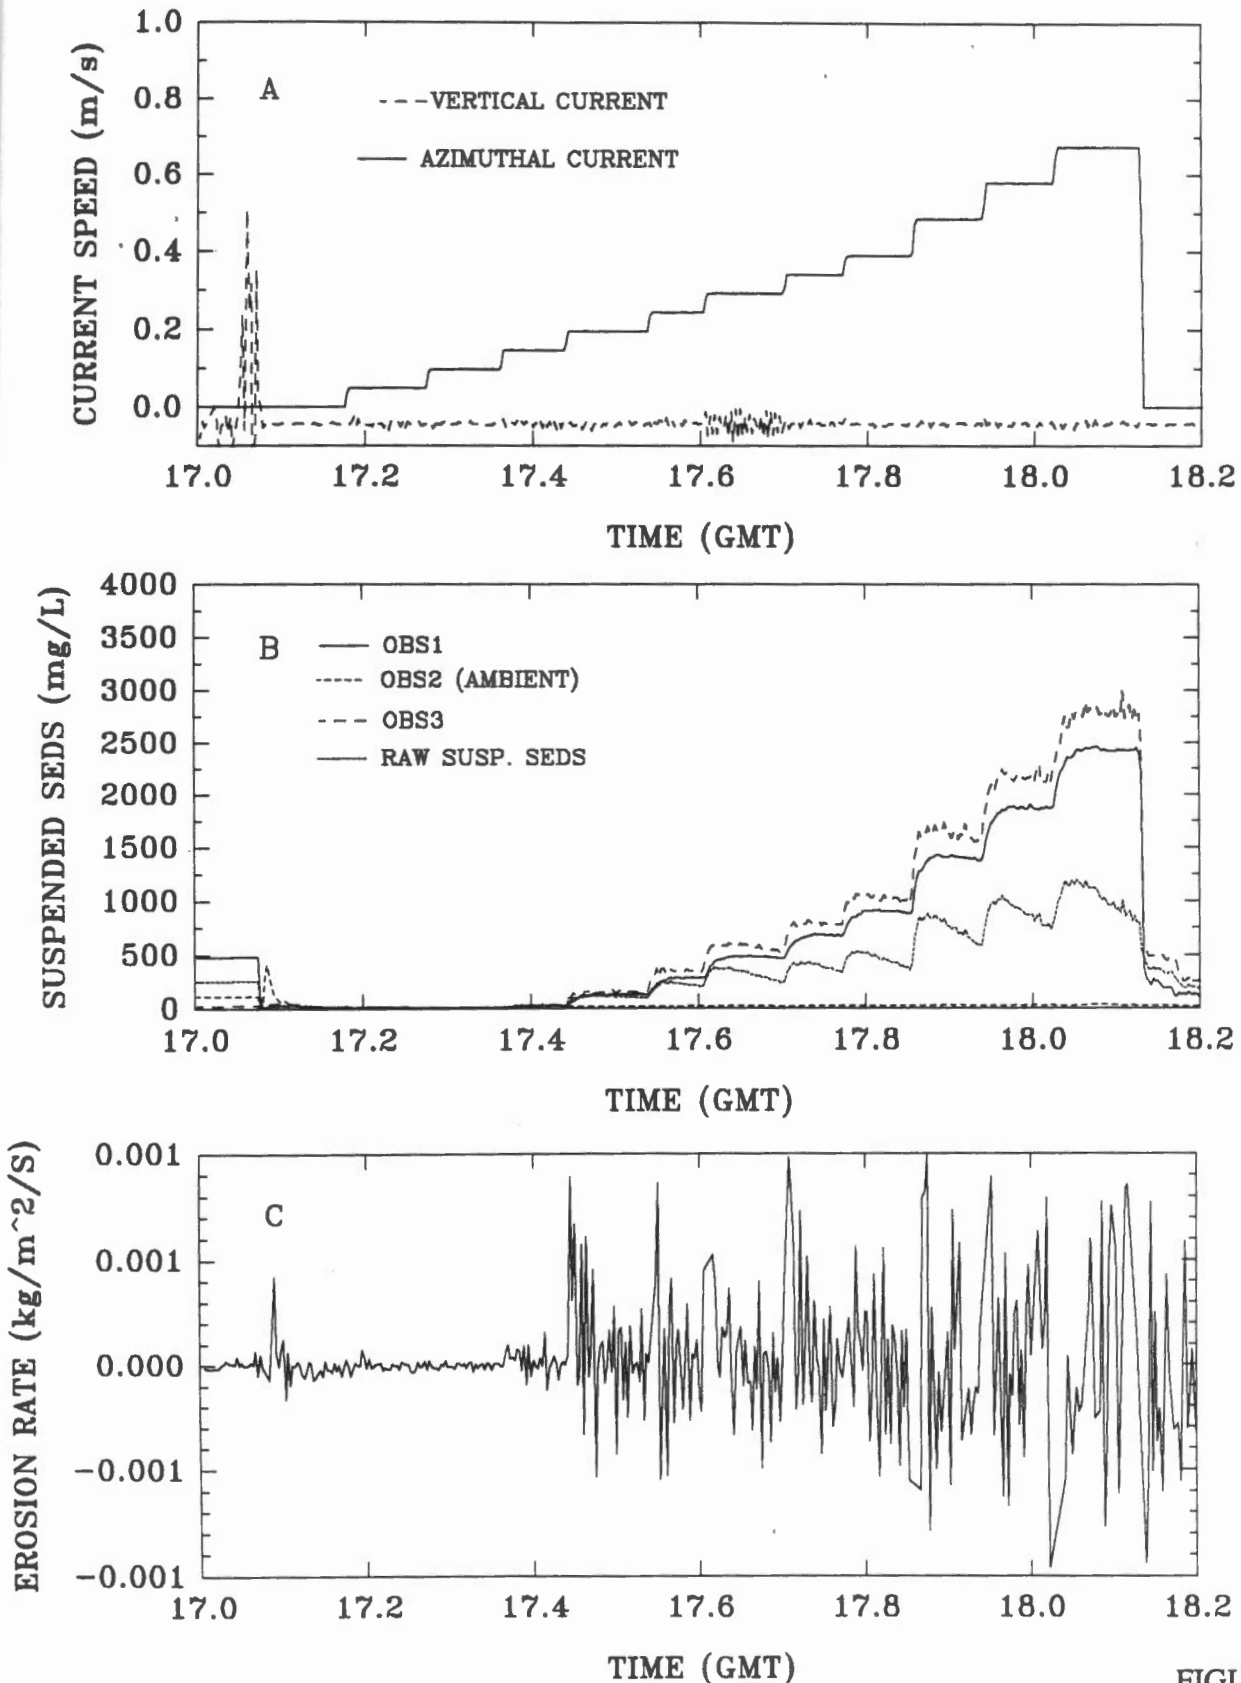 CURRENT SPEED (m/s)
1.0
0.8
0.6
0.4
0.2
0.0
A
VERTICAL CURRENT
AZIMUTHAL CURRENT
17.0 17.2 17.4 17.6 17.8 18.0 18.2
TIME (GMT)
SUSPENDED SEDS (mg/L)
4000
3500
3000
2500
2000
1500
1000
500
0
B
OBS1
OBS2 (AMBIENT)
OBS3
RAW SUSP. SEDS
17.0 17.2 17.4 17.6 17.8 18.0 18.2
TIME (GMT)
EROSION RATE (kg/m^2/S)
0.001
0.001
0.000
-0.001
-0.001
C
17.0 17.2 17.4 17.6 17.8 18.0 18.2
TIME (GMT)